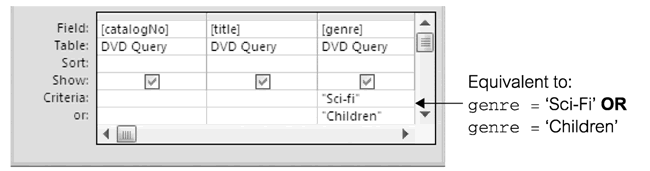 Field: [catalogNo] [title] [genre]
Table: DVD Query DVD Query DVD Query
Sort:
Show:
Criteria: "Sci-fi"
or: "Children"
Equivalent to:
genre = ‘Sci-Fi’ OR
genre = ‘Children’